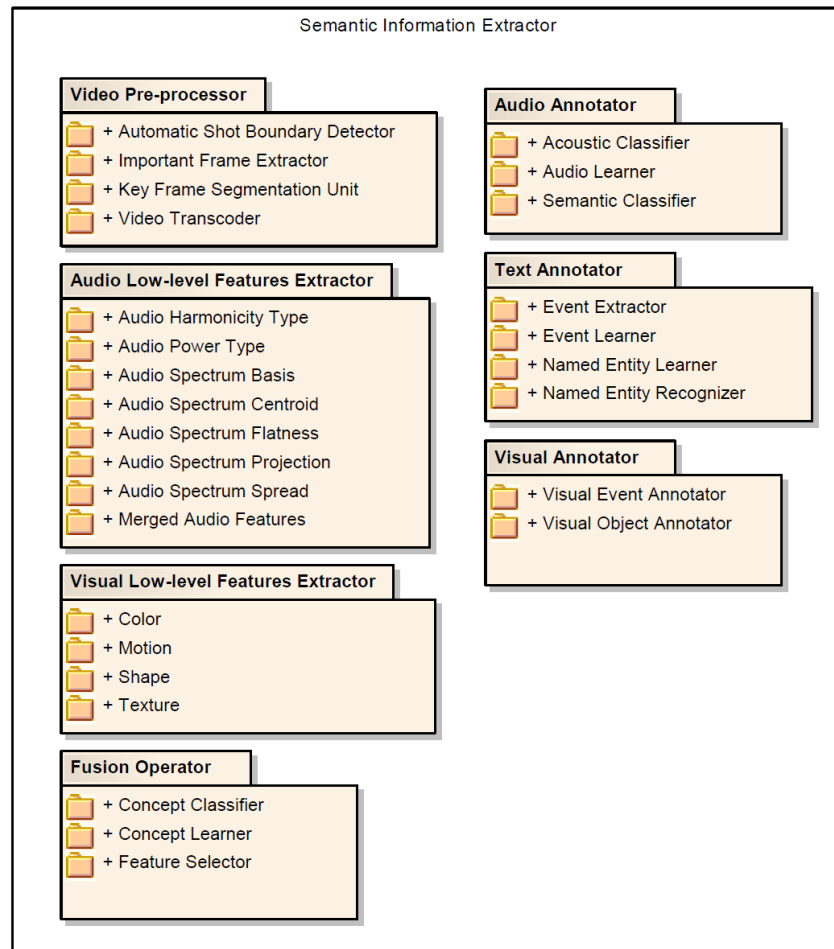 Semantic Information Extractor
Video Pre-processor
+ Automatic Shot Boundary Detector
+ Important Frame Extractor
+ Key Frame Segmentation Unit
+ Video Transcoder
Audio Low-level Features Extractor
+ Audio Harmonicity Type
+ Audio Power Type
+ Audio Spectrum Basis
+ Audio Spectrum Centroid
+ Audio Spectrum Flatness
+ Audio Spectrum Projection
+ Audio Spectrum Spread
+ Merged Audio Features
Visual Low-level Features Extractor
+ Color
+ Motion
+ Shape
+ Texture
Fusion Operator
+ Concept Classifier
+ Concept Learner
+ Feature Selector
Audio Annotator
+ Acoustic Classifier
+ Audio Learner
+ Semantic Classifier
Text Annotator
+ Event Extractor
+ Event Learner
+ Named Entity Learner
+ Named Entity Recognizer
Visual Annotator
+ Visual Event Annotator
+ Visual Object Annotator